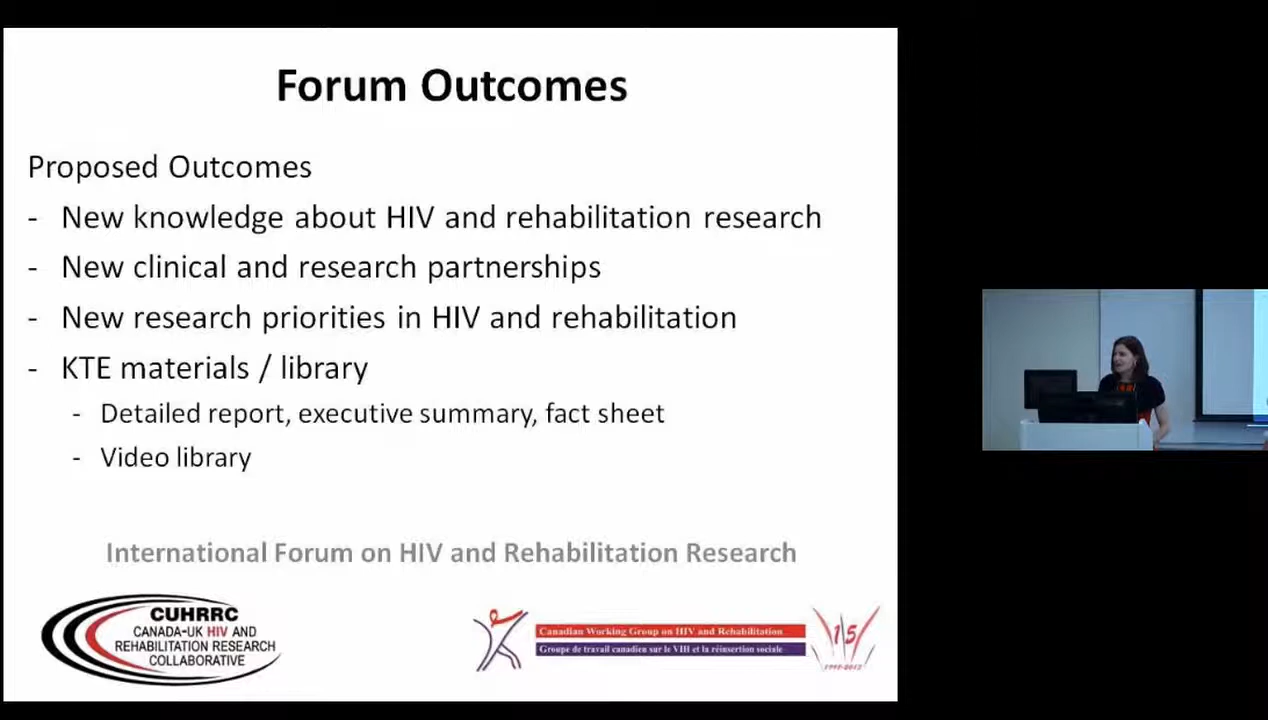 Forum Outcomes
Proposed Outcomes
- New knowledge about HIV and rehabilitation research
- New clinical and research partnerships
- New research priorities in HIV and rehabilitation
- KTE materials / library
- Detailed report, executive summary, fact sheet
- Video library
International Forum on HIV and Rehabilitation Research
CUHRRC
CANADA-UK HIV AND
REHABILITATION RESEARCH
COLLABORATIVE
Canadian Working Group on HIV and Rehabilitation
Groupe de travail canadien sur le VIH et la réinsertion sociale
15